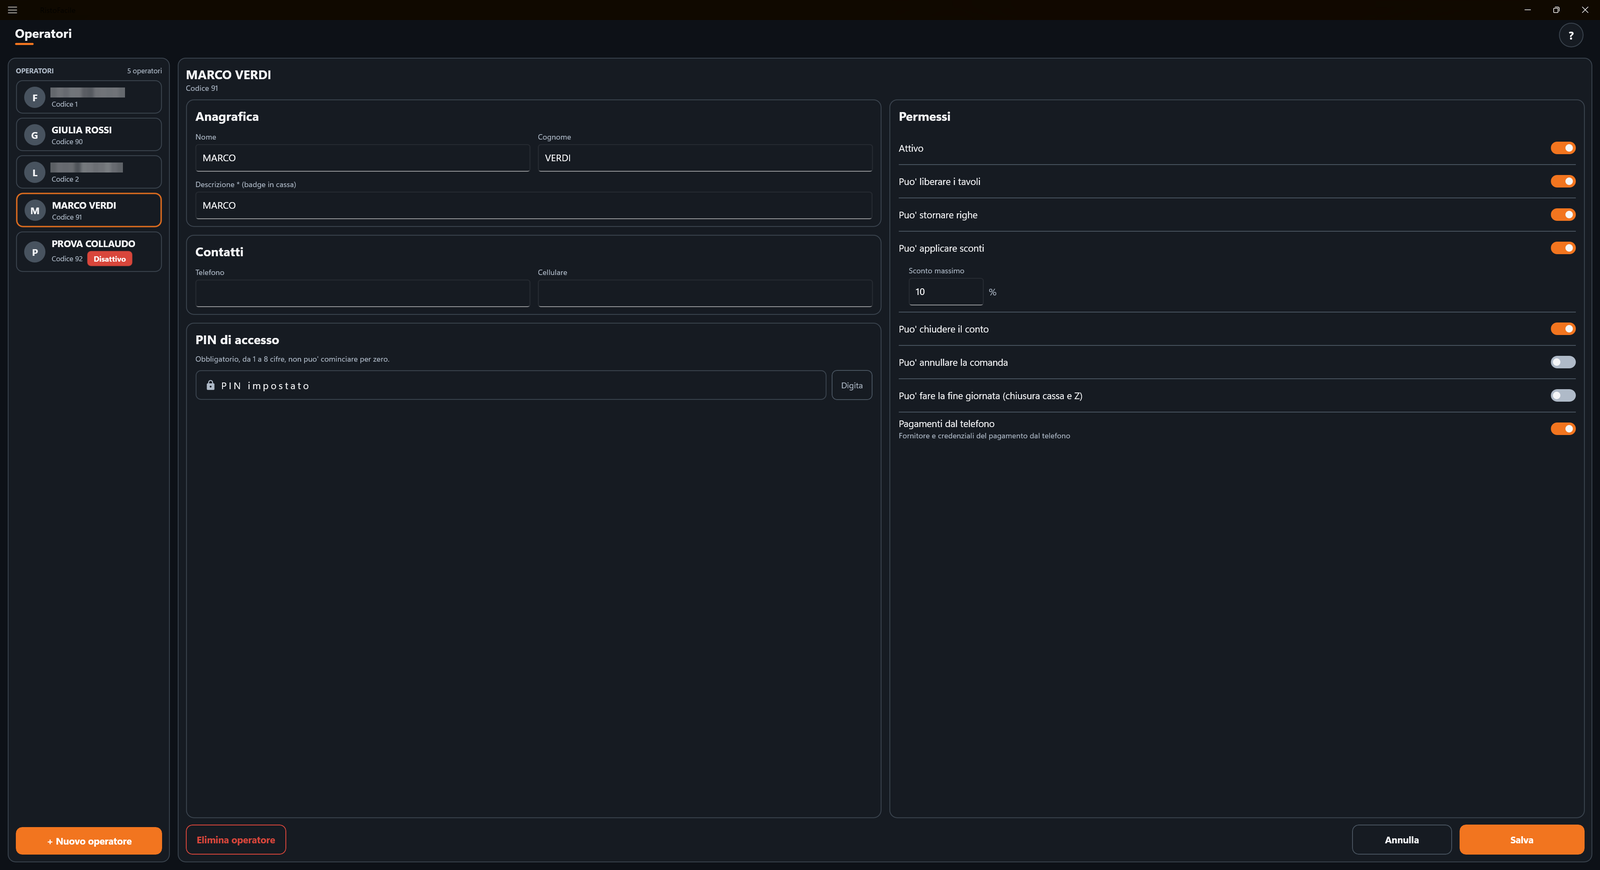 Operatori
?
OPERATORI
5 operatori
F
Codice 1
G
GIULIA ROSSI
Codice 90
L
Codice 2
M
MARCO VERDI
Codice 91
P
PROVA COLLAUDO
Codice 92
Disattivo
+ Nuovo operatore
MARCO VERDI
Codice 91
Anagrafica
Nome
Cognome
MARCO
VERDI
Descrizione * (badge in cassa)
MARCO
Contatti
Telefono
Cellulare
PIN di accesso
Obbligatorio, da 1 a 8 cifre, non puo' cominciare per zero.
PIN impostato
Digita
Permessi
Attivo
Puo' liberare i tavoli
Puo' stornare righe
Puo' applicare sconti
Sconto massimo
10
%
Puo' chiudere il conto
Puo' annullare la comanda
Puo' fare la fine giornata (chiusura cassa e Z)
Pagamenti dal telefono
Fornitore e credenziali del pagamento dal telefono
Elimina operatore
Annulla
Salva